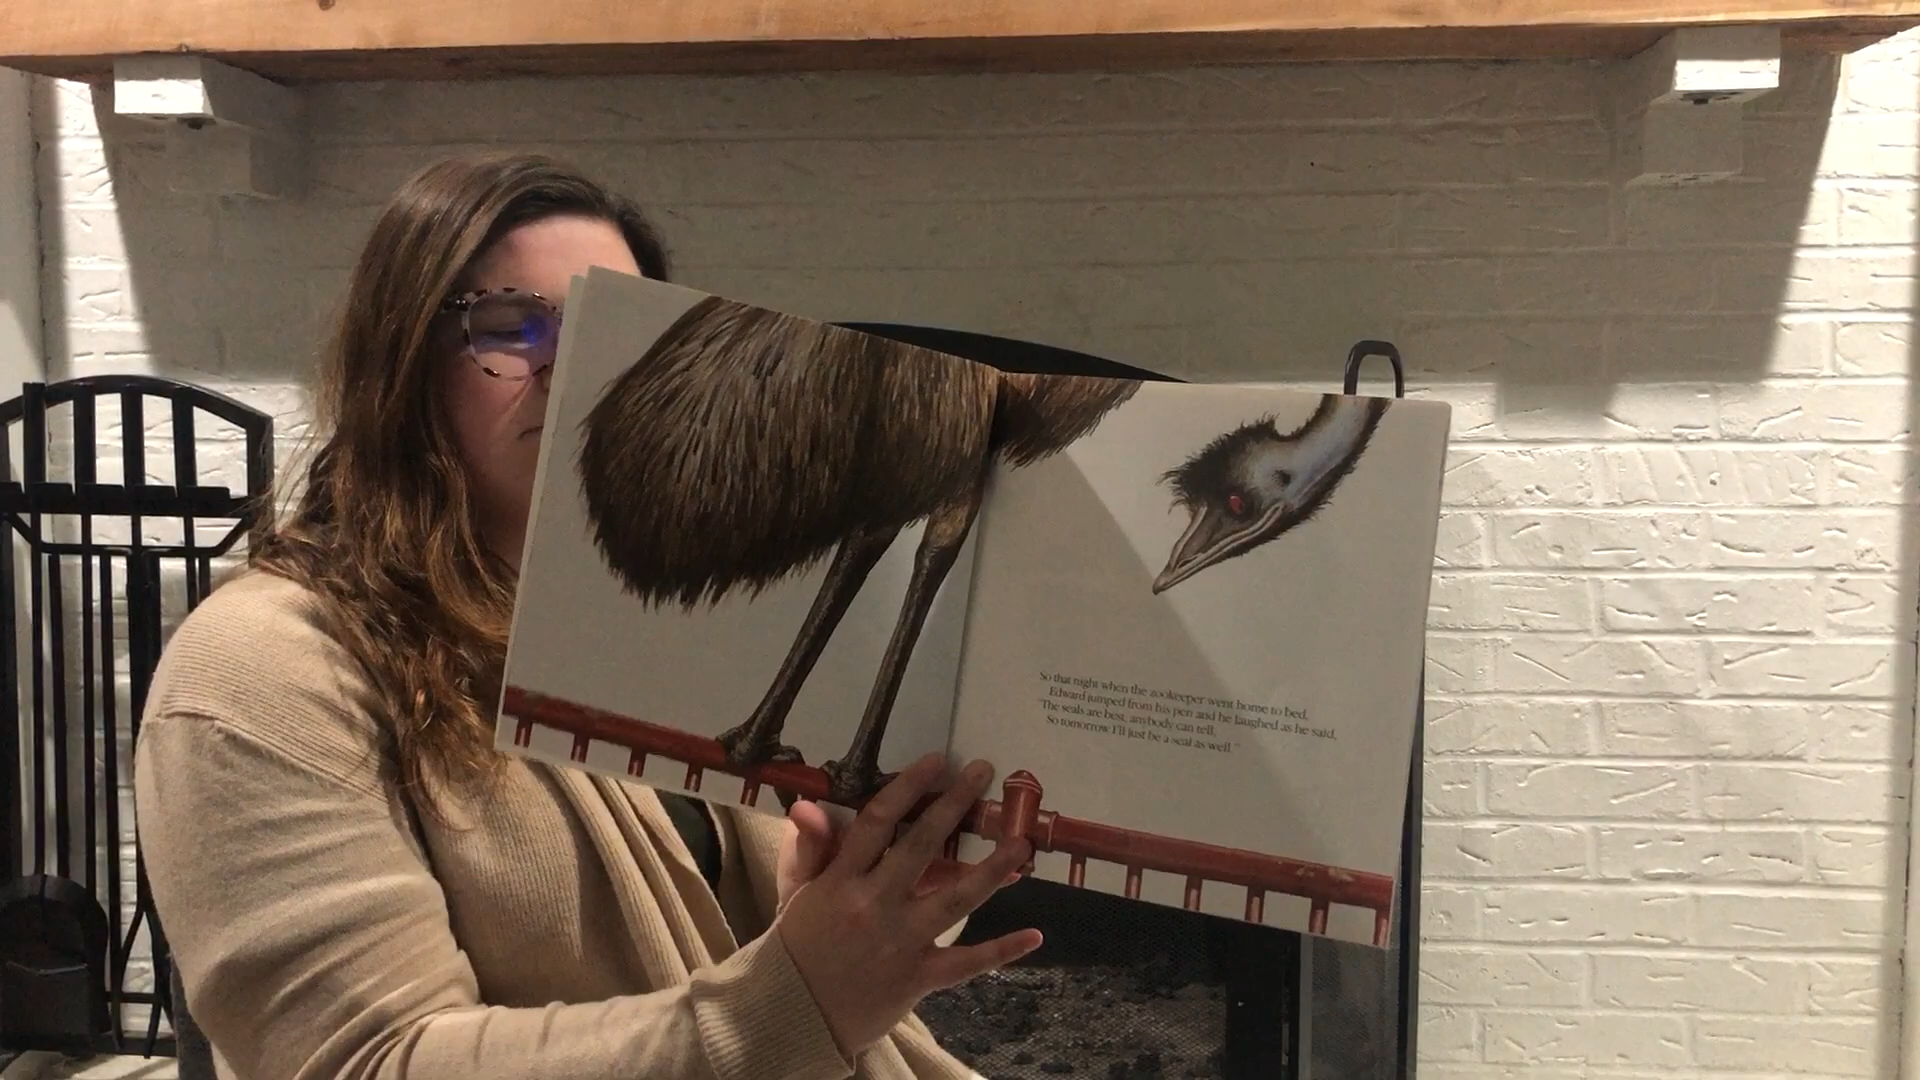 So that night when the zookeeper went home to bed,
Edward jumped from his pen and he laughed as he said,
"The seals are best, anybody can tell,
So tomorrow I'll just be a seal as well."